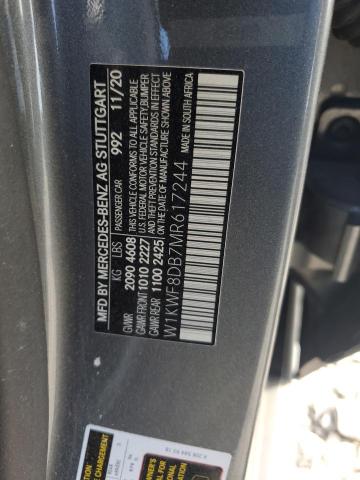 MFD BY MERCEDES-BENZ AG STUTTGART
PASSENGER CAR 992 11/20
KG LBS
GVWR 2090 4608
GAWR FRONT 1010 2227
GAWR REAR 1100 2425
THIS VEHICLE CONFORMS TO ALL APPLICABLE
FEDERAL MOTOR VEHICLE SAFETY, BUMPER
AND THEFT PREVENTION STANDARDS IN EFFECT
ON THE DATE OF MANUFACTURE SHOWN ABOVE
W1KWF8DB7MR617244
MADE IN SOUTH AFRICA